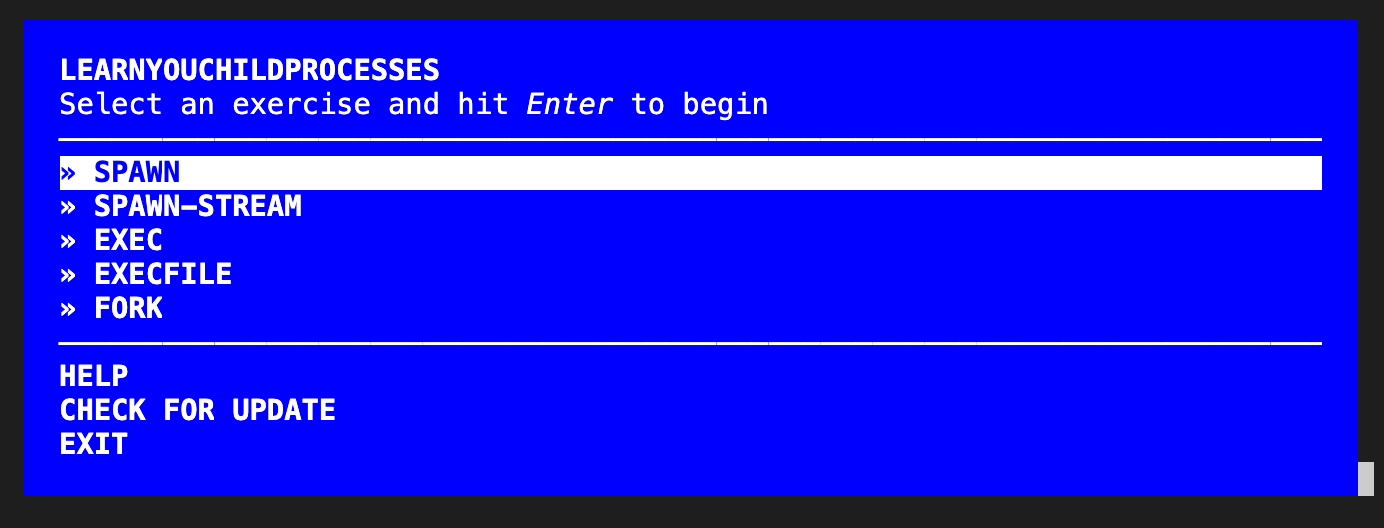 LEARNYOUCHILDPROCESSES
Select an exercise and hit Enter to begin
» SPAWN
» SPAWN-STREAM
» EXEC
» EXECFILE
» FORK
HELP
CHECK FOR UPDATE
EXIT